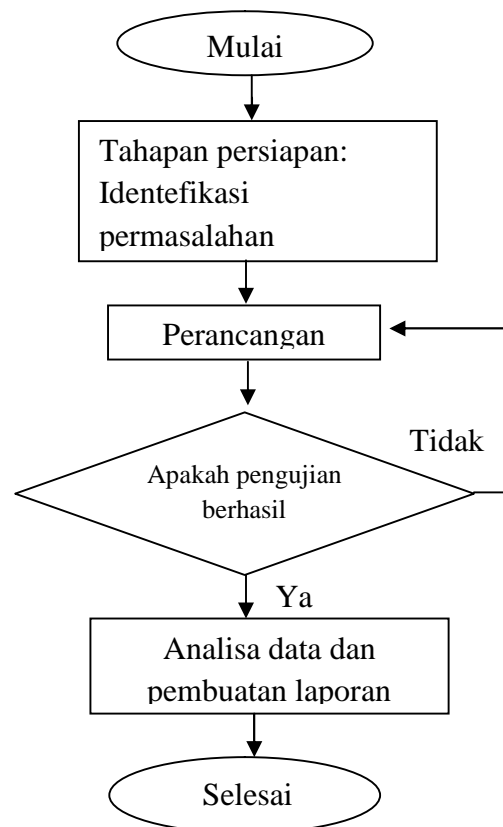 Mulai
Tahapan persiapan:
Identefikasi
permasalahan
Perancangan
Tidak
Apakah pengujian
berhasil
Ya
Analisa data dan
pembuatan laporan
Selesai